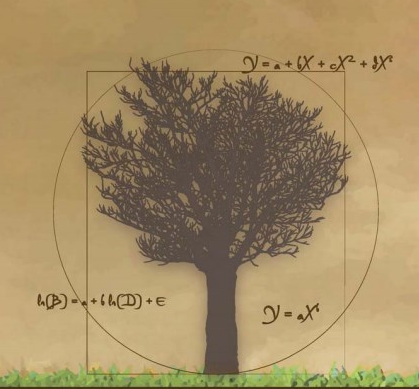 Y = a + bX + cX² + dX³
ln(B) = a + b ln(D) + ϵ
Y = aXᵇ